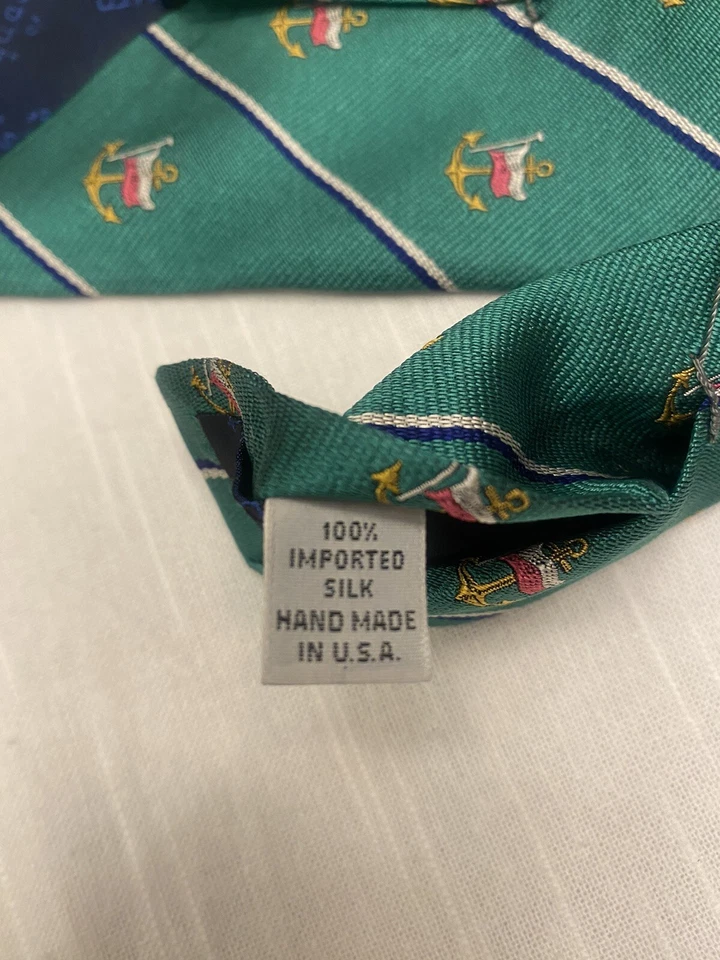 100%
IMPORTED
SILK
HAND MADE
IN U.S.A.